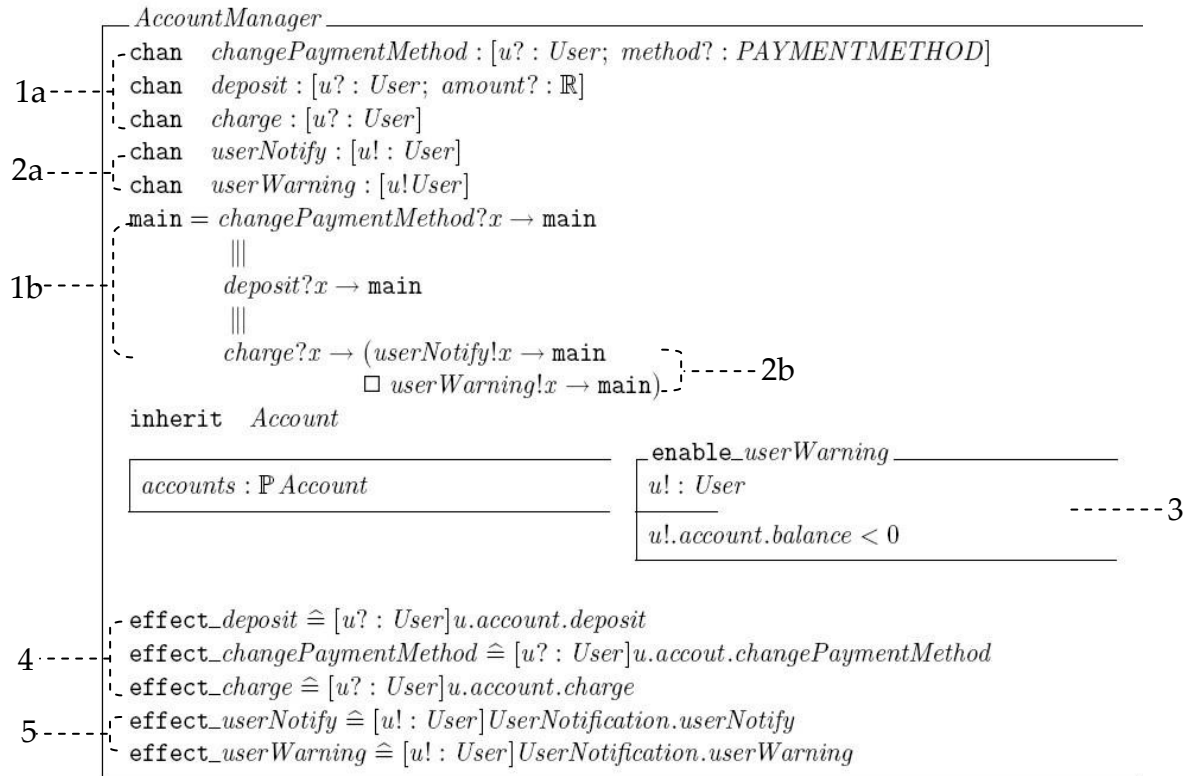 AccountManager
chan changePaymentMethod : [u? : User; method? : PAYMENTMETHOD]
1a
chan deposit : [u? : User; amount? : ℝ]
chan charge : [u? : User]
chan userNotify : [u! : User]
2a
chan userWarning : [u!User]
main = changePaymentMethod?x → main
|||
1b
deposit?x → main
|||
charge?x → (userNotify!x → main
2b
□ userWarning!x → main)
inherit Account
accounts : ℙ Account
enable_userWarning
u! : User
3
u!.account.balance < 0
effect_deposit ≙ [u? : User]u.account.deposit
4
effect_changePaymentMethod ≙ [u? : User]u.accout.changePaymentMethod
effect_charge ≙ [u? : User]u.account.charge
effect_userNotify ≙ [u! : User]UserNotification.userNotify
5
effect_userWarning ≙ [u! : User]UserNotification.userWarning